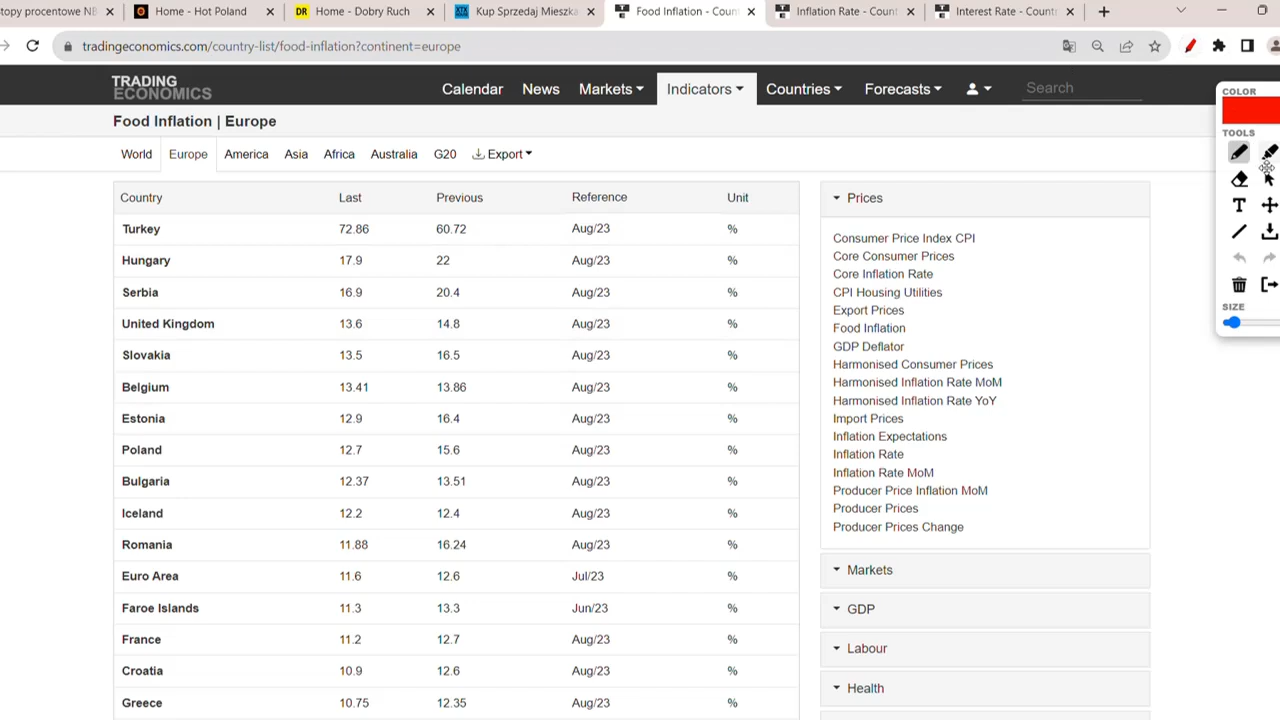 stopy procentowe NB
Home - Hot Poland
DR Home - Dobry Ruch
Kup Sprzedaj Mieszka
Food Inflation - Coun
Inflation Rate - Count
Interest Rate - Countr
tradingeconomics.com/country-list/food-inflation?continent=europe
TRADING
ECONOMICS
Calendar News Markets Indicators Countries Forecasts Search
Food Inflation | Europe
World Europe America Asia Africa Australia G20 Export
Country Last Previous Reference Unit
Turkey 72.86 60.72 Aug/23 %
Hungary 17.9 22 Aug/23 %
Serbia 16.9 20.4 Aug/23 %
United Kingdom 13.6 14.8 Aug/23 %
Slovakia 13.5 16.5 Aug/23 %
Belgium 13.41 13.86 Aug/23 %
Estonia 12.9 16.4 Aug/23 %
Poland 12.7 15.6 Aug/23 %
Bulgaria 12.37 13.51 Aug/23 %
Iceland 12.2 12.4 Aug/23 %
Romania 11.88 16.24 Aug/23 %
Euro Area 11.6 12.6 Jul/23 %
Faroe Islands 11.3 13.3 Jun/23 %
France 11.2 12.7 Aug/23 %
Croatia 10.9 12.6 Aug/23 %
Greece 10.75 12.35 Aug/23 %
Prices
Consumer Price Index CPI
Core Consumer Prices
Core Inflation Rate
CPI Housing Utilities
Export Prices
Food Inflation
GDP Deflator
Harmonised Consumer Prices
Harmonised Inflation Rate MoM
Harmonised Inflation Rate YoY
Import Prices
Inflation Expectations
Inflation Rate
Inflation Rate MoM
Producer Price Inflation MoM
Producer Prices
Producer Prices Change
Markets
GDP
Labour
Health
COLOR
TOOLS
T
SIZE